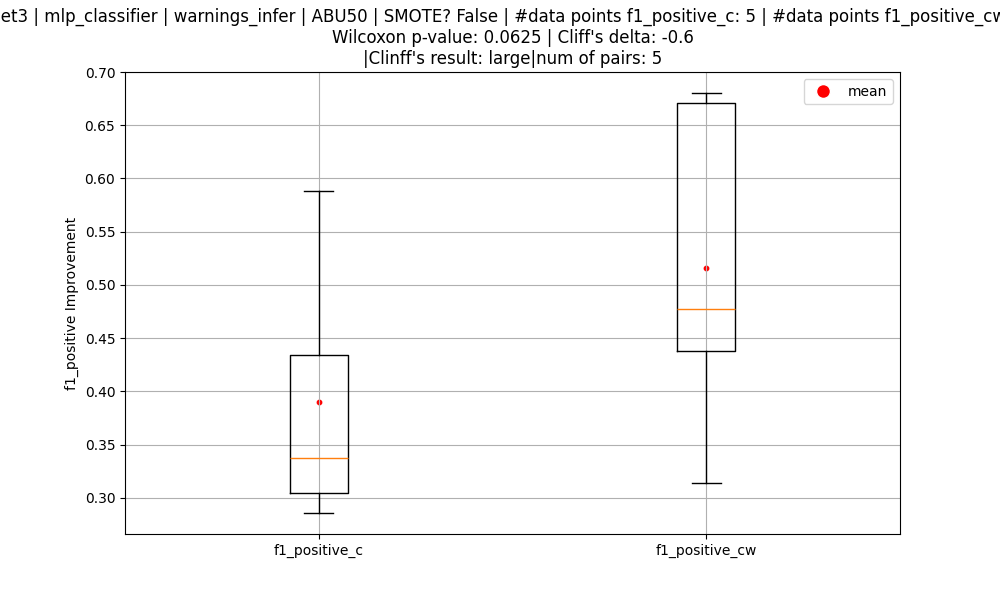 et3 | mlp_classifier | warnings_infer | ABU50 | SMOTE? False | #data points f1_positive_c: 5 | #data points f1_positive_cw
Wilcoxon p-value: 0.0625 | Cliff's delta: -0.6
|Clinff's result: large|num of pairs: 5
mean
0.70
0.65
0.60
0.55
0.50
0.45
0.40
0.35
0.30
f1_positive Improvement
f1_positive_c
f1_positive_cw